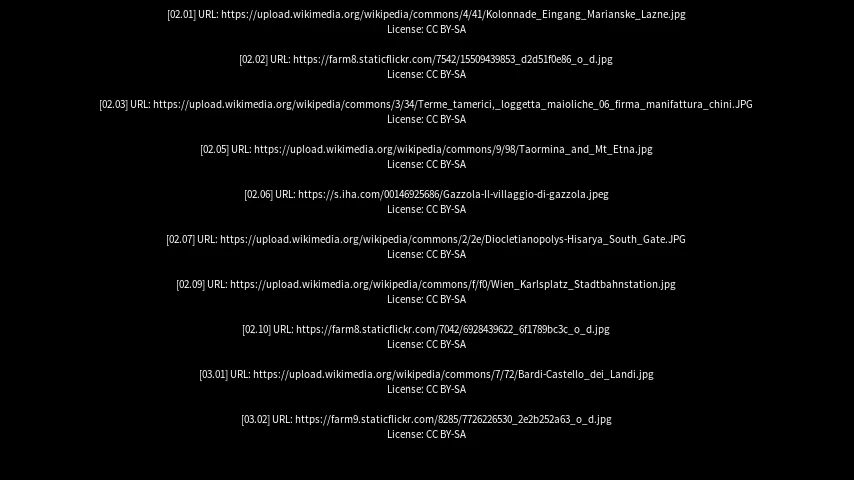 [02.01] URL: https://upload.wikimedia.org/wikipedia/commons/4/41/Kolonnade_Eingang_Marianske_Lazne.jpg
License: CC BY-SA
[02.02] URL: https://farm8.staticflickr.com/7542/15509439853_d2d51f0e86_o_d.jpg
License: CC BY-SA
[02.03] URL: https://upload.wikimedia.org/wikipedia/commons/3/34/Terme_tamerici,_loggetta_maioliche_06_firma_manifattura_chini.JPG
License: CC BY-SA
[02.05] URL: https://upload.wikimedia.org/wikipedia/commons/9/98/Taormina_and_Mt_Etna.jpg
License: CC BY-SA
[02.06] URL: https://s.iha.com/00146925686/Gazzola-Il-villaggio-di-gazzola.jpeg
License: CC BY-SA
[02.07] URL: https://upload.wikimedia.org/wikipedia/commons/2/2e/Diocletianopolys-Hisarya_South_Gate.JPG
License: CC BY-SA
[02.09] URL: https://upload.wikimedia.org/wikipedia/commons/f/f0/Wien_Karlsplatz_Stadtbahnstation.jpg
License: CC BY-SA
[02.10] URL: https://farm8.staticflickr.com/7042/6928439622_6f1789bc3c_o_d.jpg
License: CC BY-SA
[03.01] URL: https://upload.wikimedia.org/wikipedia/commons/7/72/Bardi-Castello_dei_Landi.jpg
License: CC BY-SA
[03.02] URL: https://farm9.staticflickr.com/8285/7726226530_2e2b252a63_o_d.jpg
License: CC BY-SA